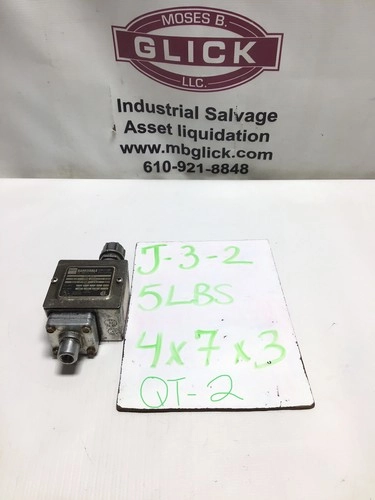 MOSES B.
GLICK
LLC.
Industrial Salvage
Asset liquidation
www.mbglick.com
610-921-8848
J-3-2
5LBS
4x7x3
QT-2